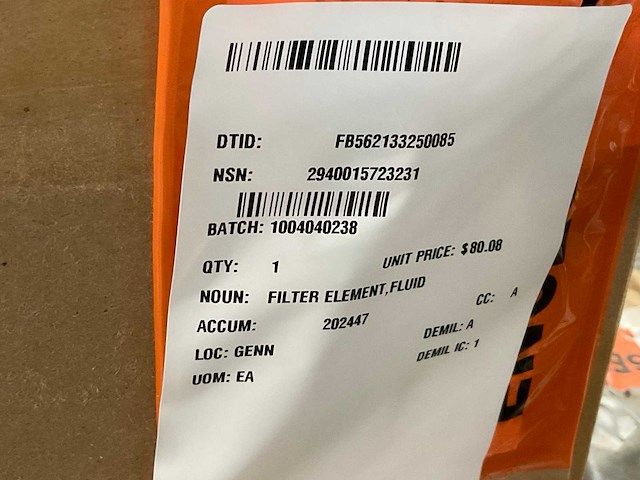 DTID: FB562133250085
NSN: 2940015723231
BATCH: 1004040238
QTY: 1 UNIT PRICE: $80.08
NOUN: FILTER ELEMENT,FLUID CC: A
ACCUM: 202447 DEMIL: A
LOC: GENN DEMIL IC: 1
UOM: EA